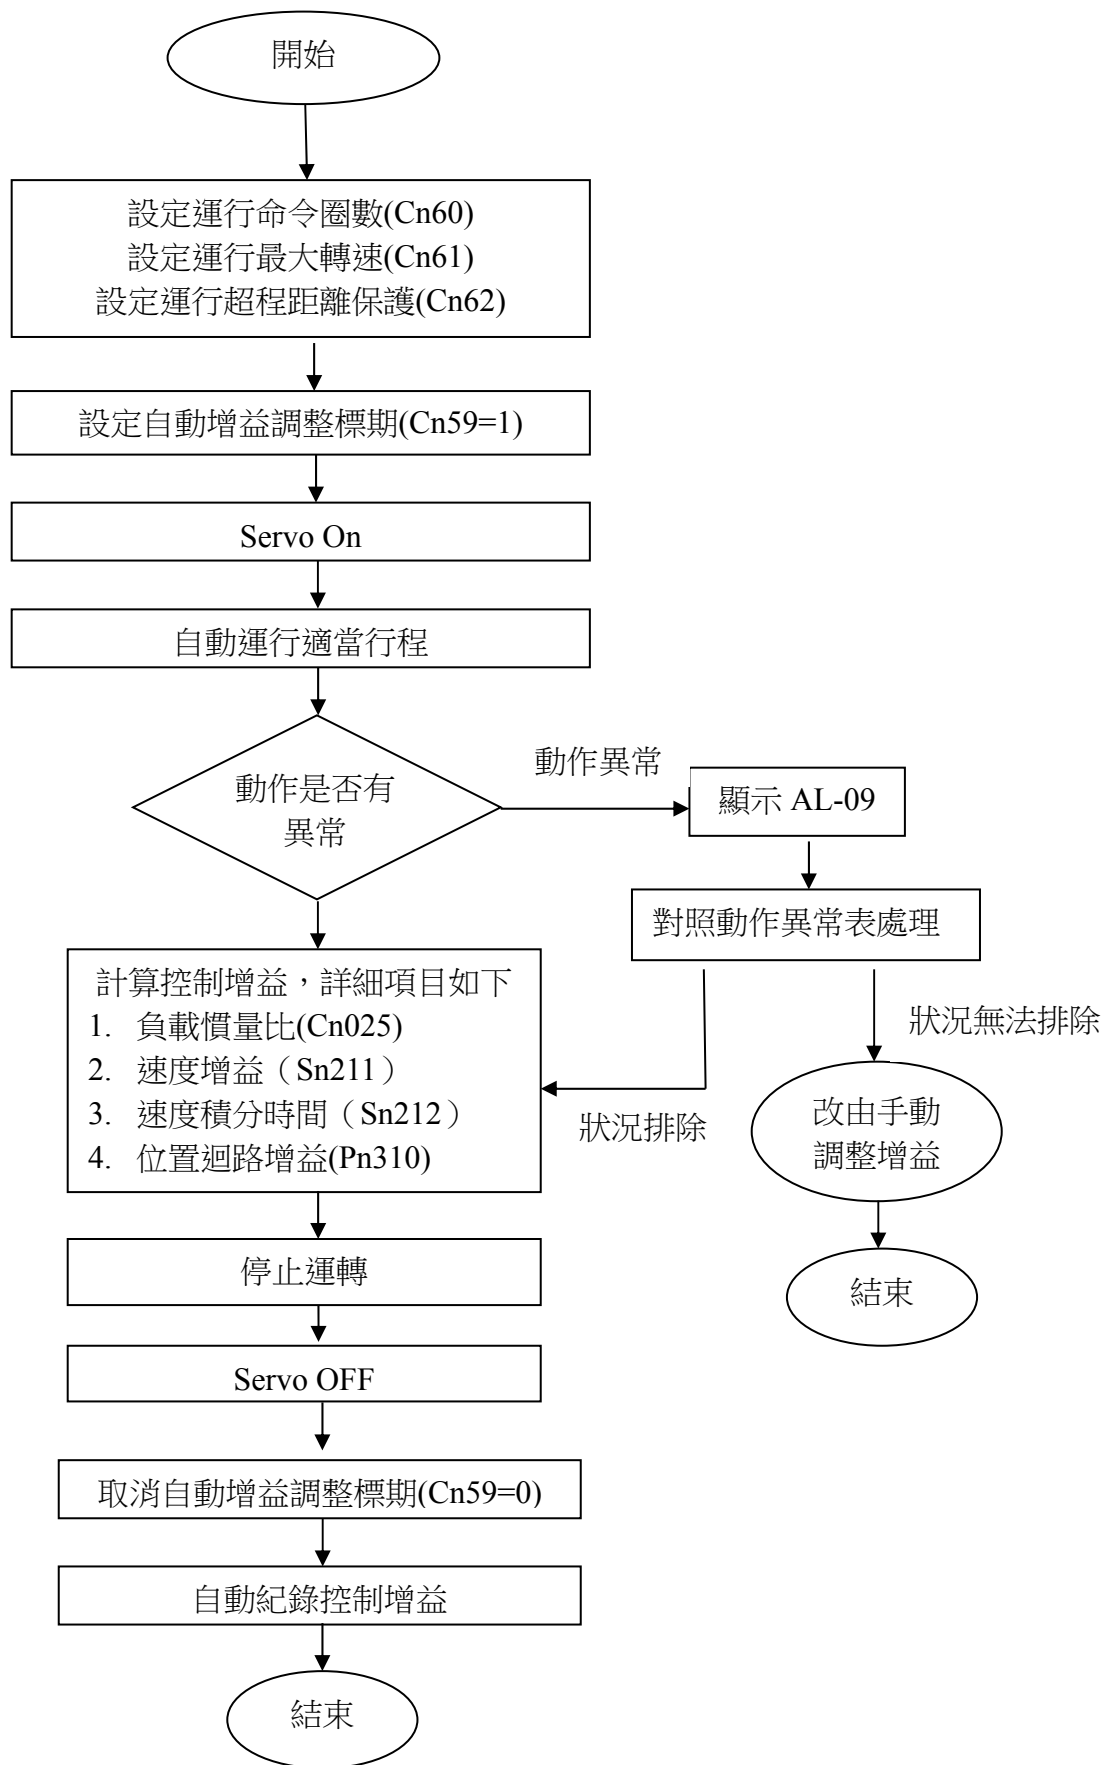 開始
設定運行命令圈數(Cn60)
設定運行最大轉速(Cn61)
設定運行超程距離保護(Cn62)
設定自動增益調整標期(Cn59=1)
Servo On
自動運行適當行程
動作是否有
異常
動作異常
顯示 AL-09
對照動作異常表處理
計算控制增益，詳細項目如下
1. 負載慣量比(Cn025)
2. 速度增益（Sn211）
3. 速度積分時間（Sn212）
4. 位置迴路增益(Pn310)
狀況排除
狀況無法排除
改由手動
調整增益
結束
停止運轉
Servo OFF
取消自動增益調整標期(Cn59=0)
自動紀錄控制增益
結束